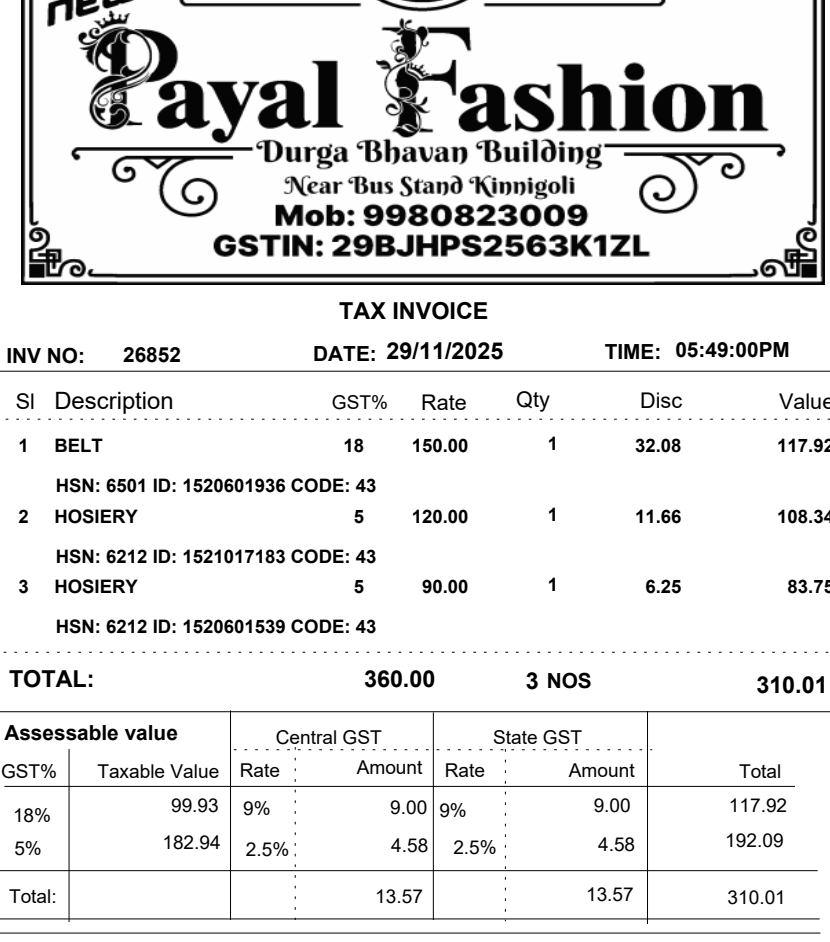 new
Payal Fashion
Durga Bhavan Building
Near Bus Stand Kinnigoli
Mob: 9980823009
GSTIN: 29BJHPS2563K1ZL
TAX INVOICE
INV NO: 26852 DATE: 29/11/2025 TIME: 05:49:00PM
Sl Description GST% Rate Qty Disc Value
1 BELT 18 150.00 1 32.08 117.92
HSN: 6501 ID: 1520601936 CODE: 43
2 HOSIERY 5 120.00 1 11.66 108.34
HSN: 6212 ID: 1521017183 CODE: 43
3 HOSIERY 5 90.00 1 6.25 83.75
HSN: 6212 ID: 1520601539 CODE: 43
TOTAL: 360.00 3 NOS 310.01
Assessable value Central GST State GST
GST% Taxable Value Rate Amount Rate Amount Total
18% 99.93 9% 9.00 9% 9.00 117.92
5% 182.94 2.5% 4.58 2.5% 4.58 192.09
Total: 13.57 13.57 310.01